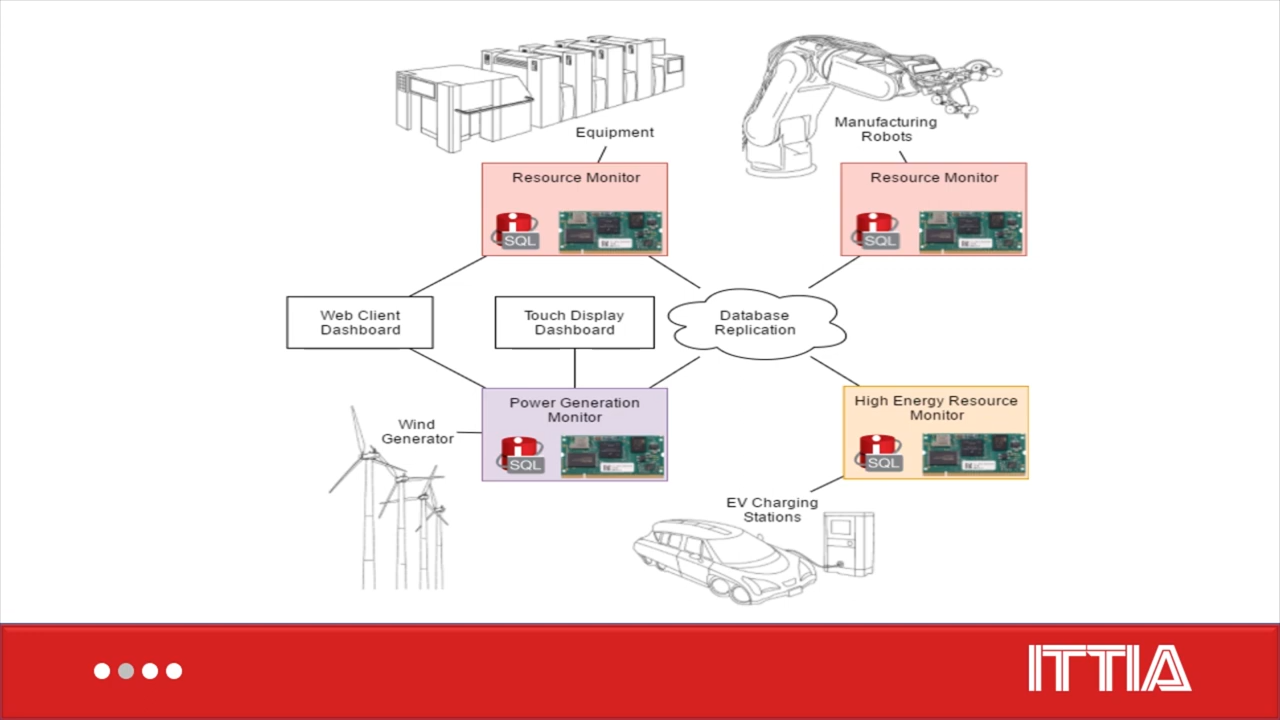 Equipment
Manufacturing
Robots
Resource Monitor
i
SQL
Resource Monitor
i
SQL
Web Client
Dashboard
Touch Display
Dashboard
Database
Replication
Power Generation
Monitor
i
SQL
High Energy Resource
Monitor
i
SQL
Wind
Generator
EV Charging
Stations
ITTIA